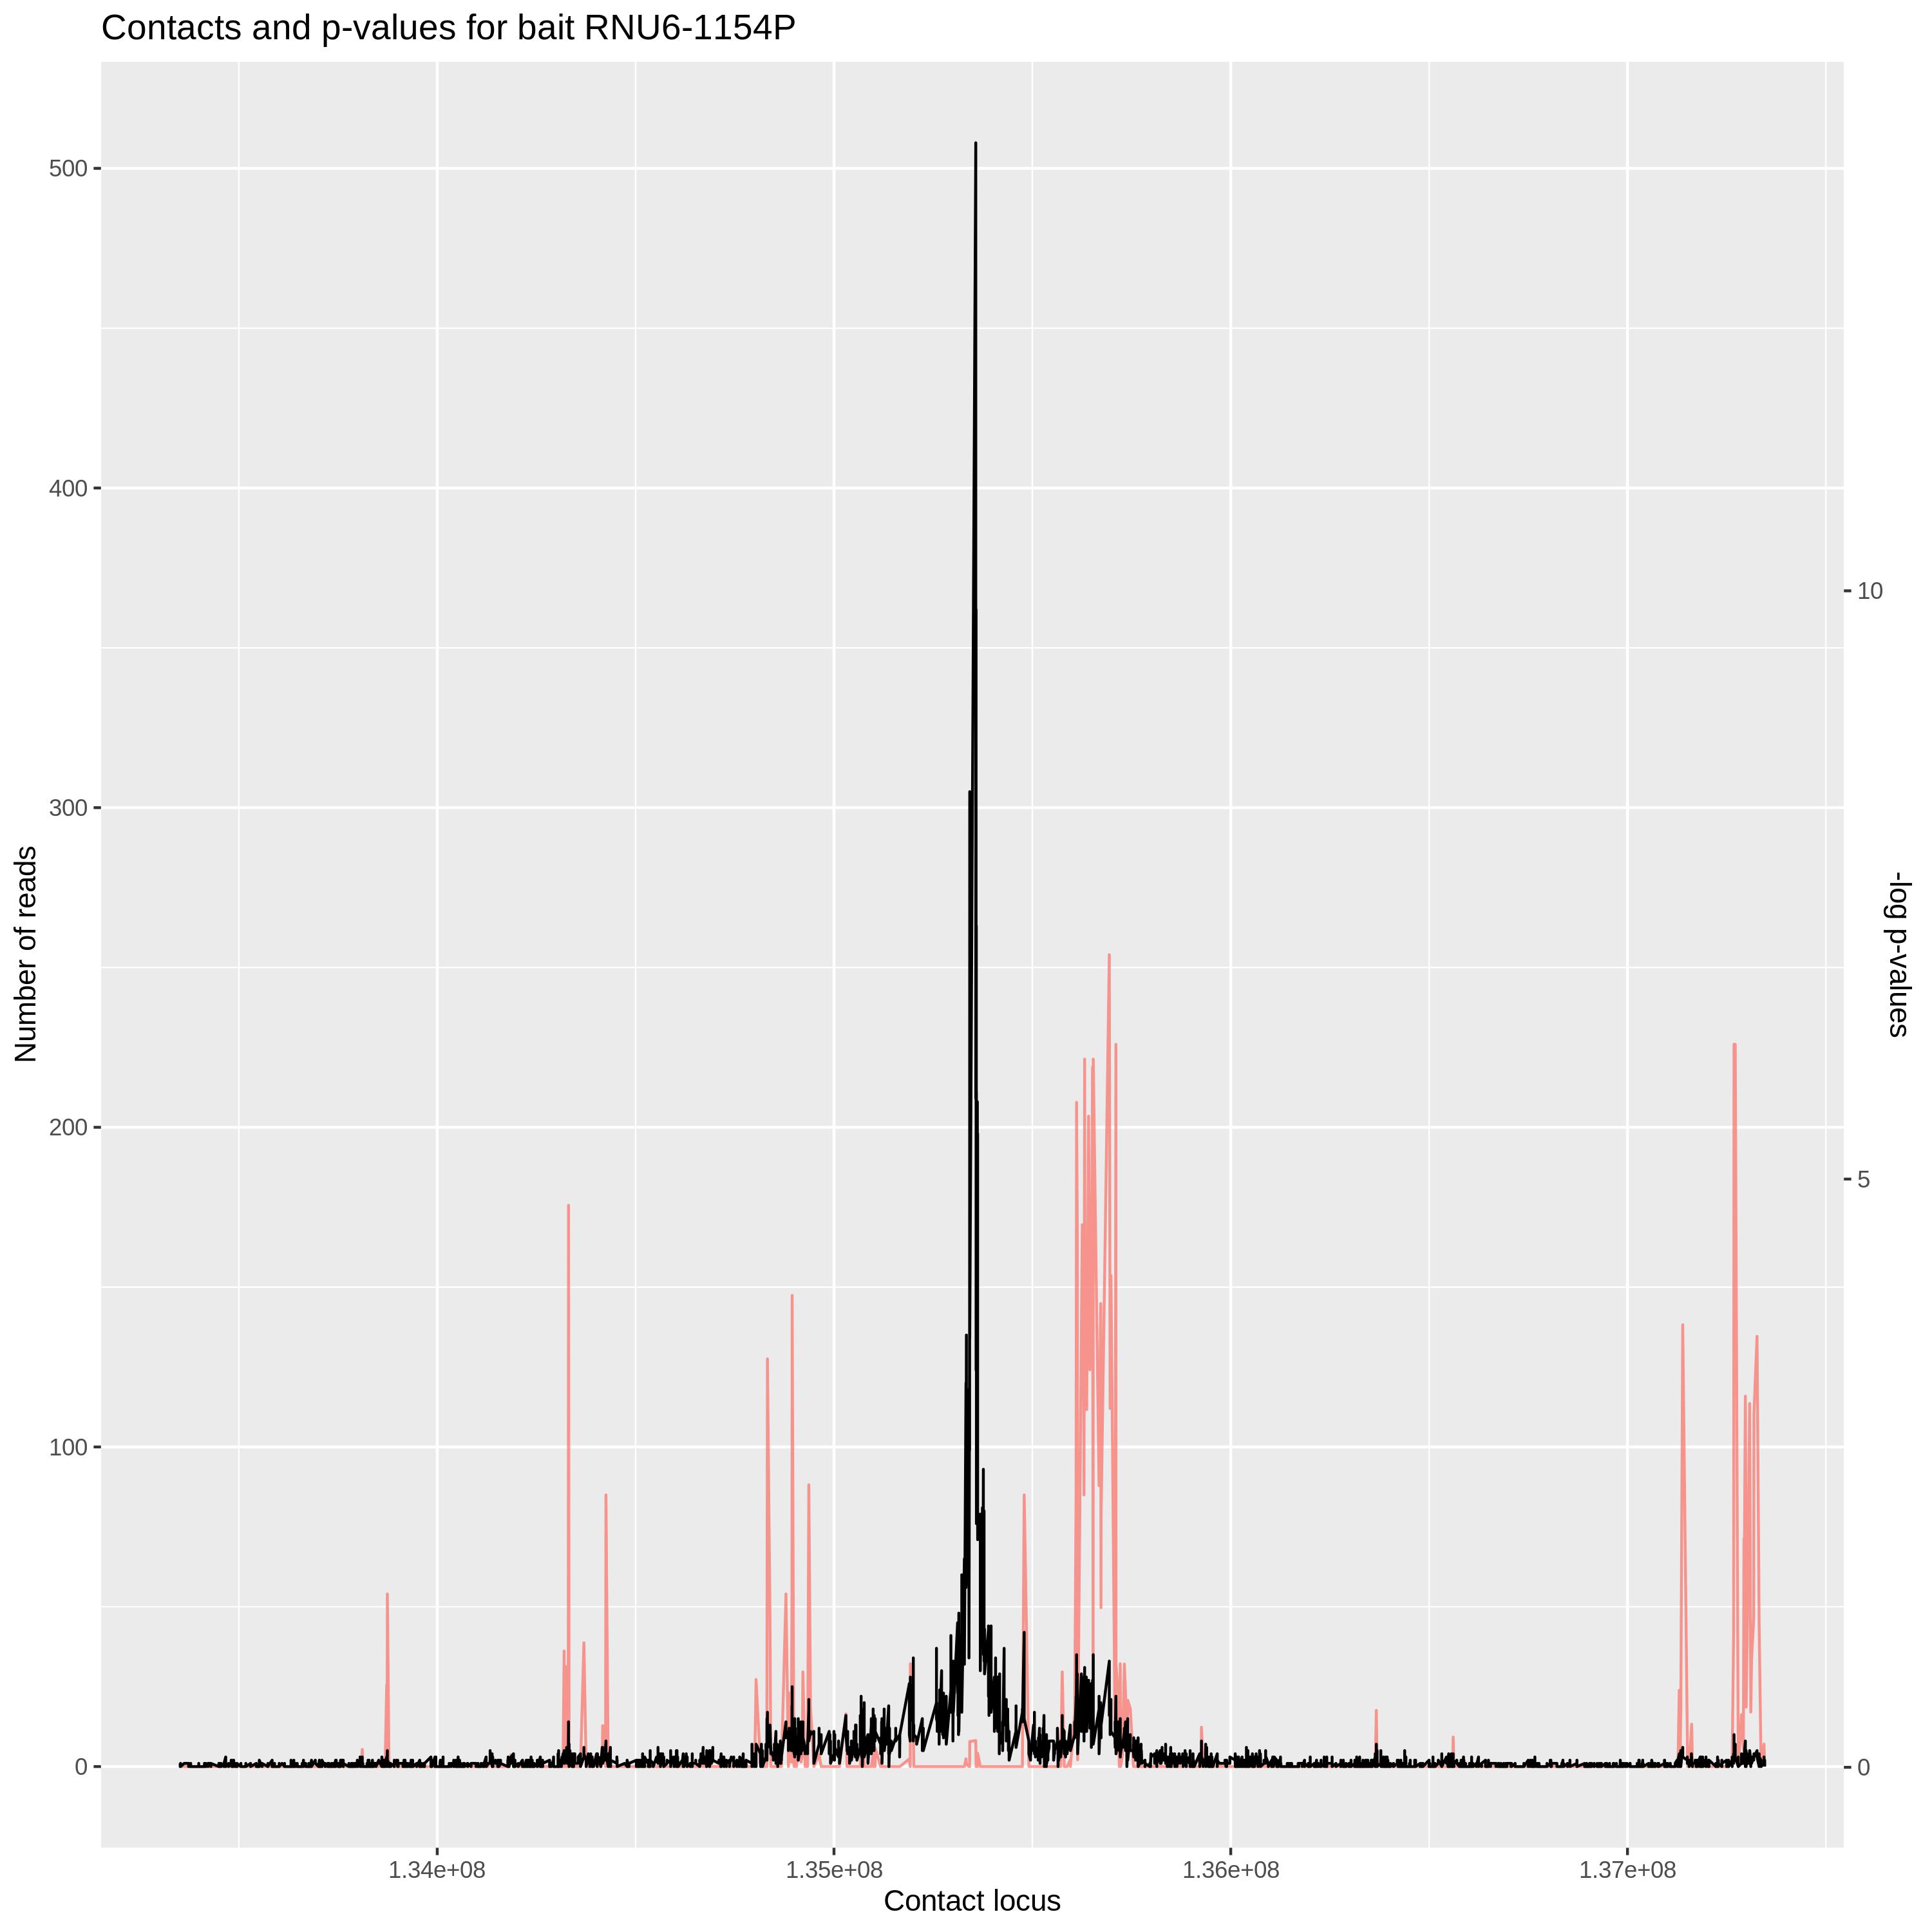 Contacts and p-values for bait RNU6-1154P
500
400
300
200
100
0
Number of reads
10
5
0
-log p-values
1.34e+08
1.35e+08
1.36e+08
1.37e+08
Contact locus